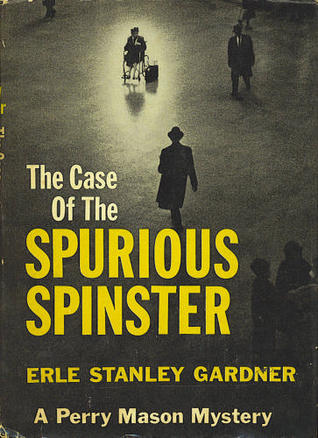 The Case
Of The
SPURIOUS
SPINSTER
ERLE STANLEY GARDNER
A Perry Mason Mystery